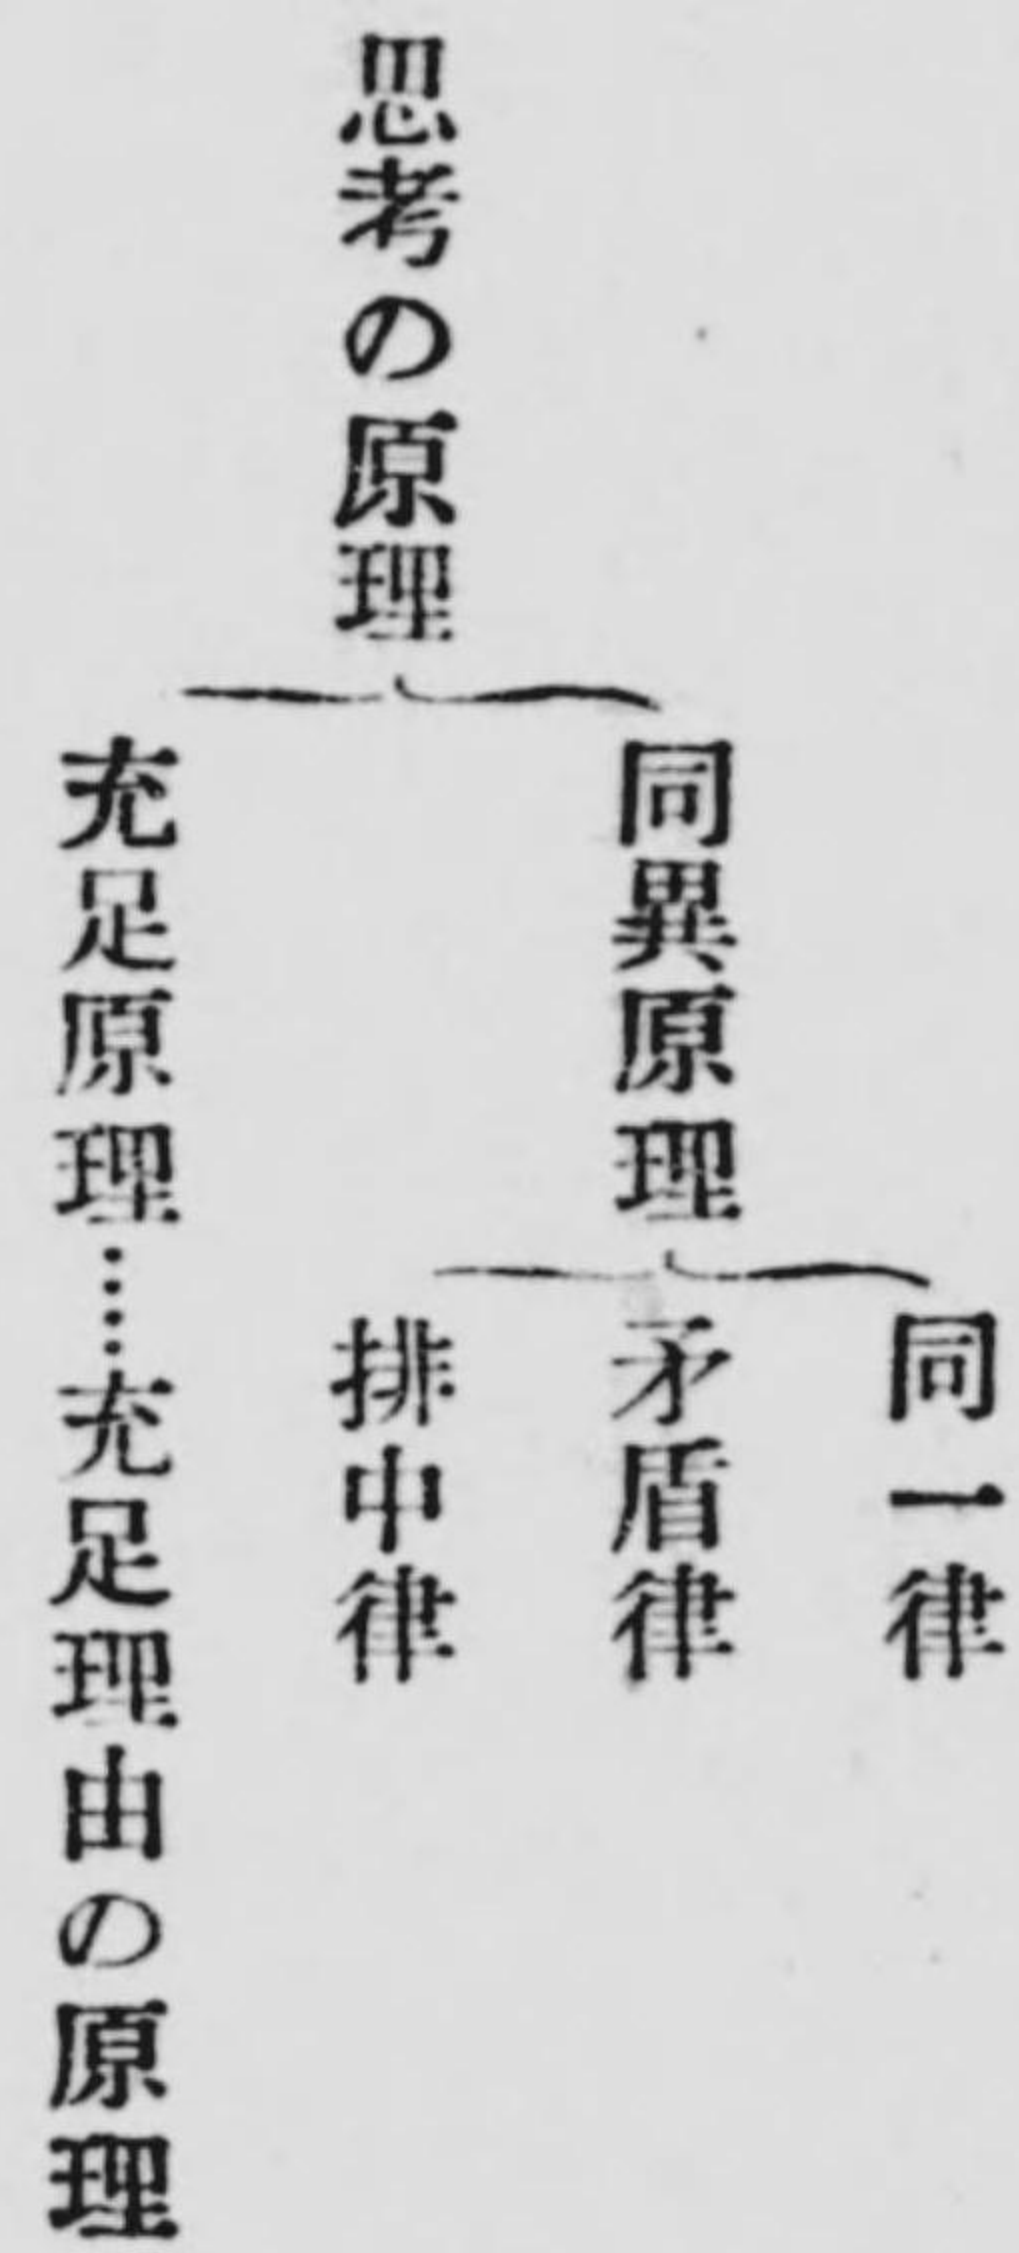 思考の原理
同異原理
同一律
矛盾律
排中律
充足原理……充足理由の原理